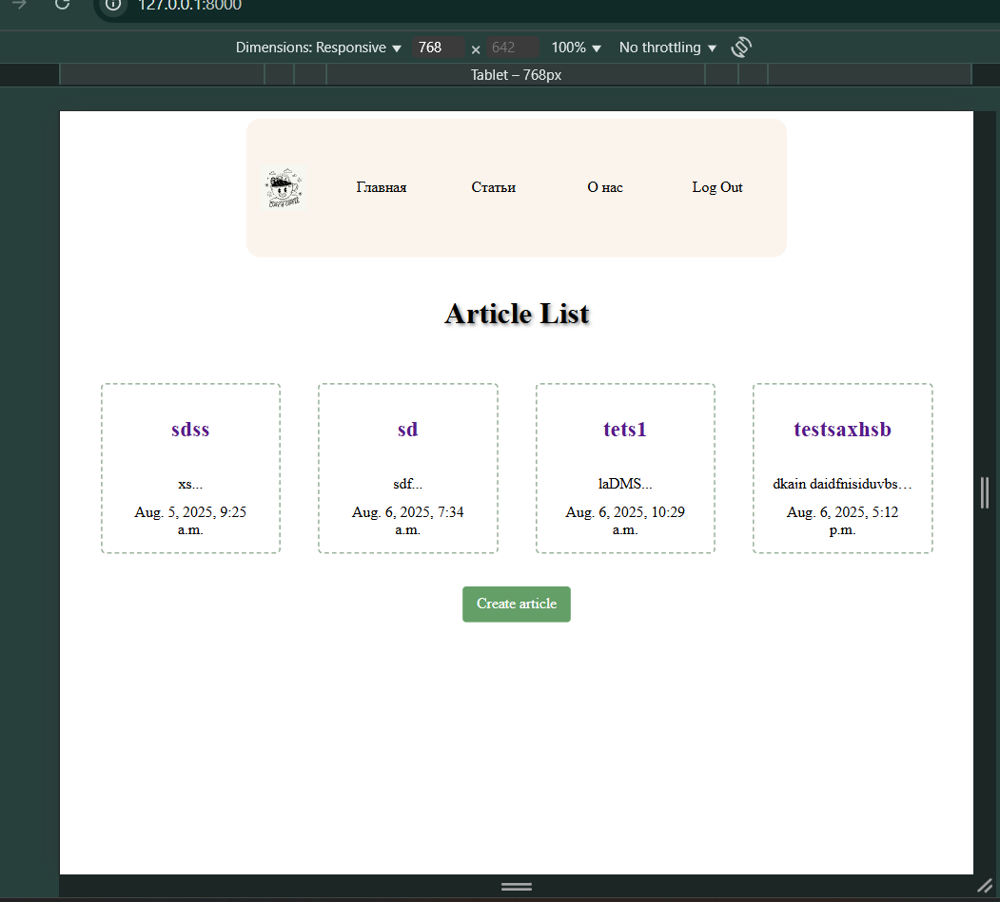 127.0.0.1:8000
Dimensions: Responsive 768 × 642 100% No throttling
Tablet – 768px
Главная Статьи О нас Log Out
Article List
sdss sd tets1 testsaxhsb
xs... sdf... laDMS... dkain daidfnisiduvbs…
Aug. 5, 2025, 9:25 Aug. 6, 2025, 7:34 Aug. 6, 2025, 10:29 Aug. 6, 2025, 5:12
a.m. a.m. a.m. p.m.
Create article